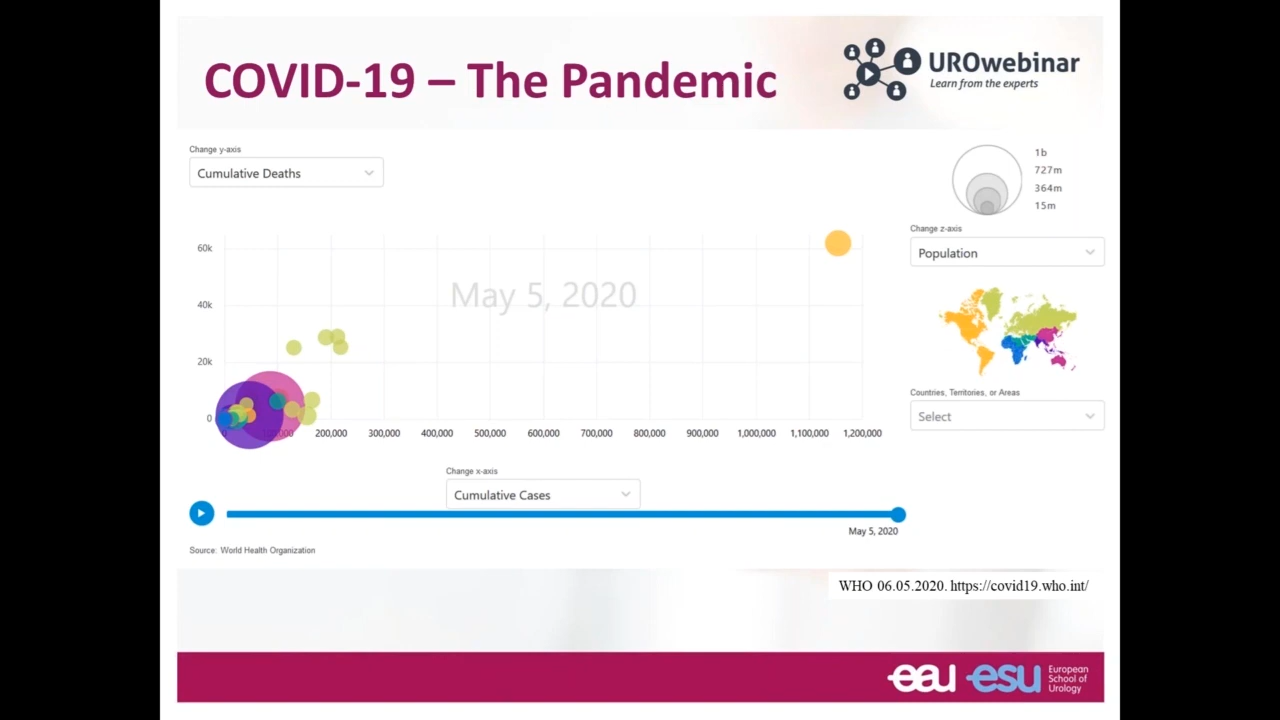 COVID-19 – The Pandemic
UROwebinar
Learn from the experts
Change y-axis
Cumulative Deaths
1b
727m
364m
15m
Change z-axis
Population
60k
40k
20k
0
May 5, 2020
0
100,000
200,000
300,000
400,000
500,000
600,000
700,000
800,000
900,000
1,000,000
1,100,000
1,200,000
Countries, Territories, or Areas
Select
Change x-axis
Cumulative Cases
May 5, 2020
Source: World Health Organization
WHO 06.05.2020. https://covid19.who.int/
eau esu
European
School of
Urology